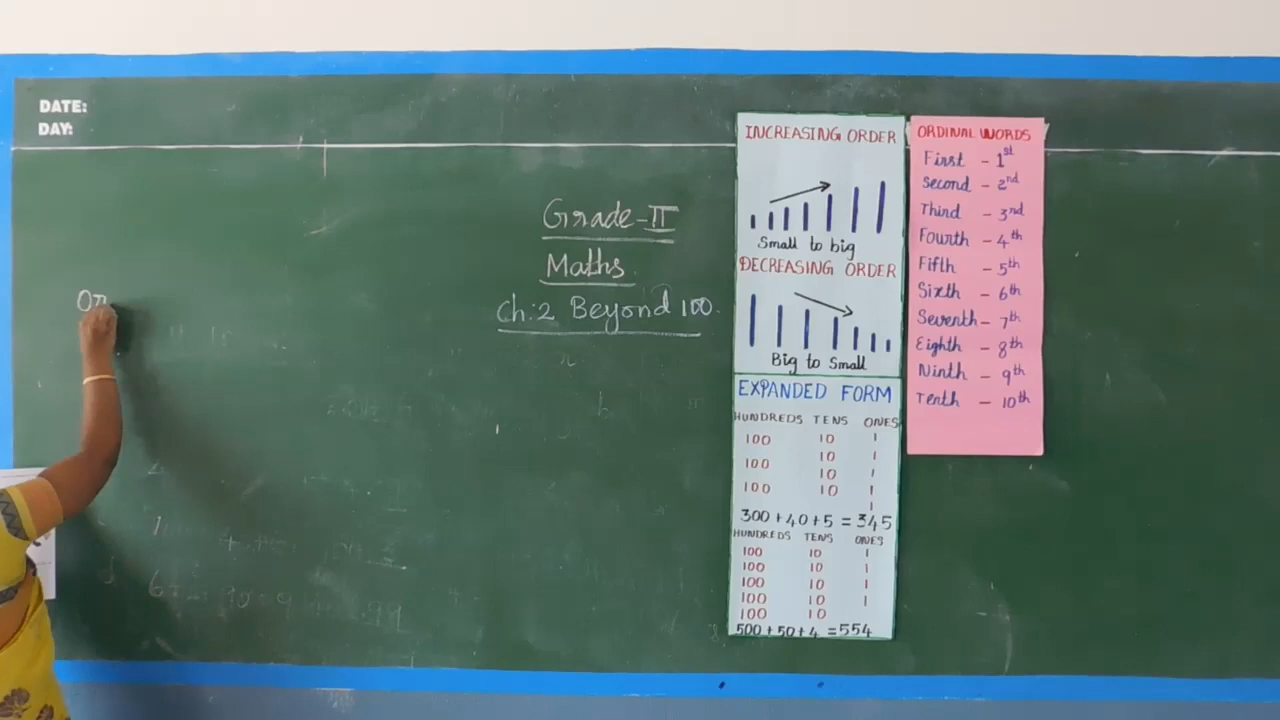 DATE:
DAY:
Grade-II
Maths
Ch:2 Beyond 100.
INCREASING ORDER
Small to big
DECREASING ORDER
Big to Small
EXPANDED FORM
HUNDREDS TENS ONES
100 10 1
10 1
100 10 1
100 10 1
1
300+40+5 = 345
HUNDREDS TENS ONES
100 10 1
100 10 1
100 10 1
100 10 1
100 10
500+50+4 =554
ORDINAL WORDS
First - 1st
Second - 2nd
Third - 3rd
Fourth - 4th
Fifth - 5th
Sixth - 6th
Seventh - 7th
Eighth - 8th
Ninth - 9th
Tenth - 10th